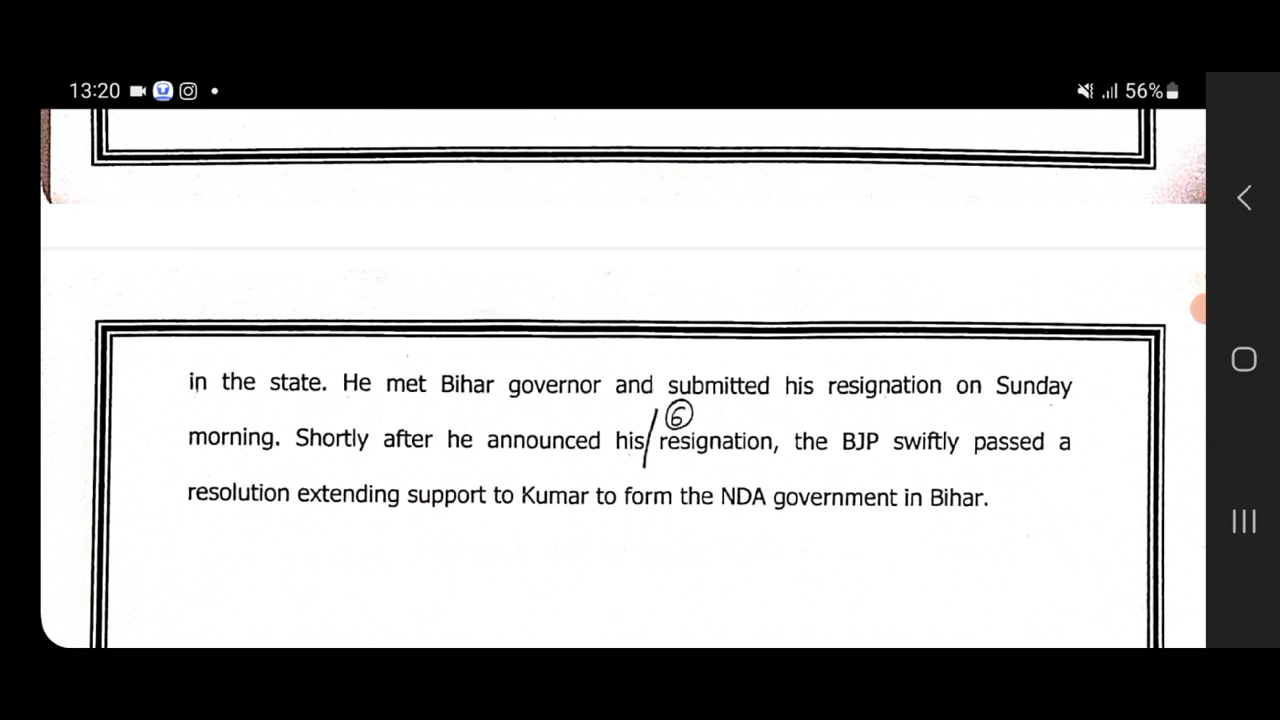 13:20 56%
in the state. He met Bihar governor and submitted his resignation on Sunday
6
morning. Shortly after he announced his/ resignation, the BJP swiftly passed a
resolution extending support to Kumar to form the NDA government in Bihar.